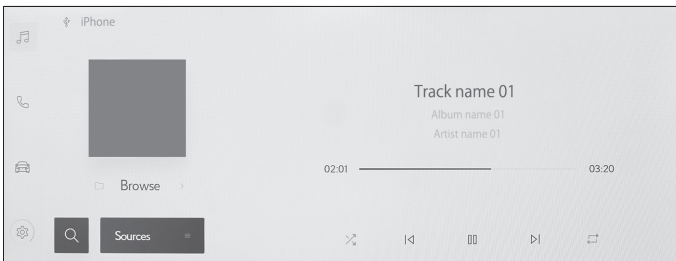 iPhone
Track name 01
Album name 01
Artist name 01
02:01 03:20
Browse
Sources